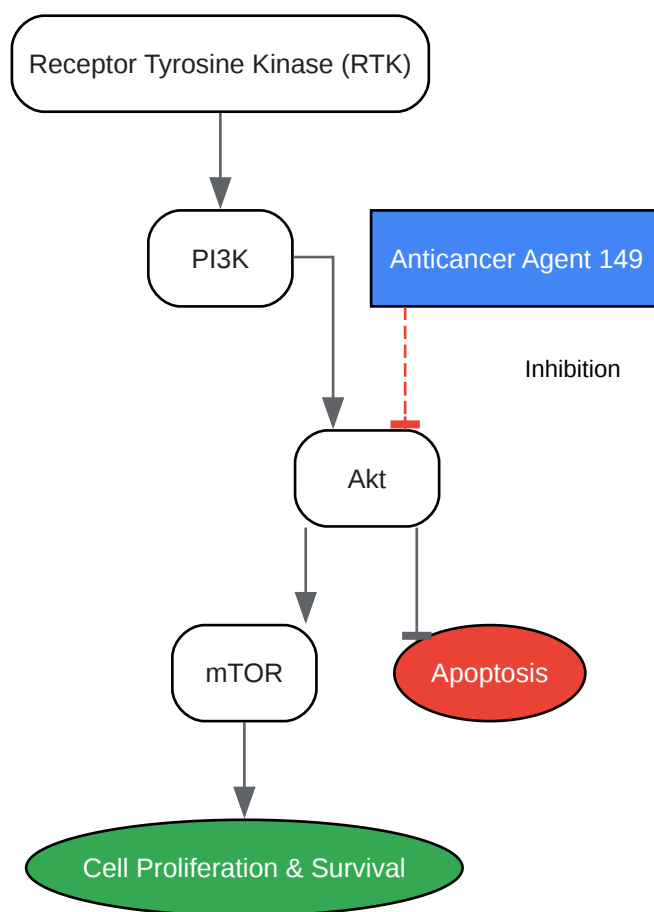 Receptor Tyrosine Kinase (RTK)
PI3K
Anticancer Agent 149
Inhibition
Akt
mTOR
Apoptosis
Cell Proliferation & Survival